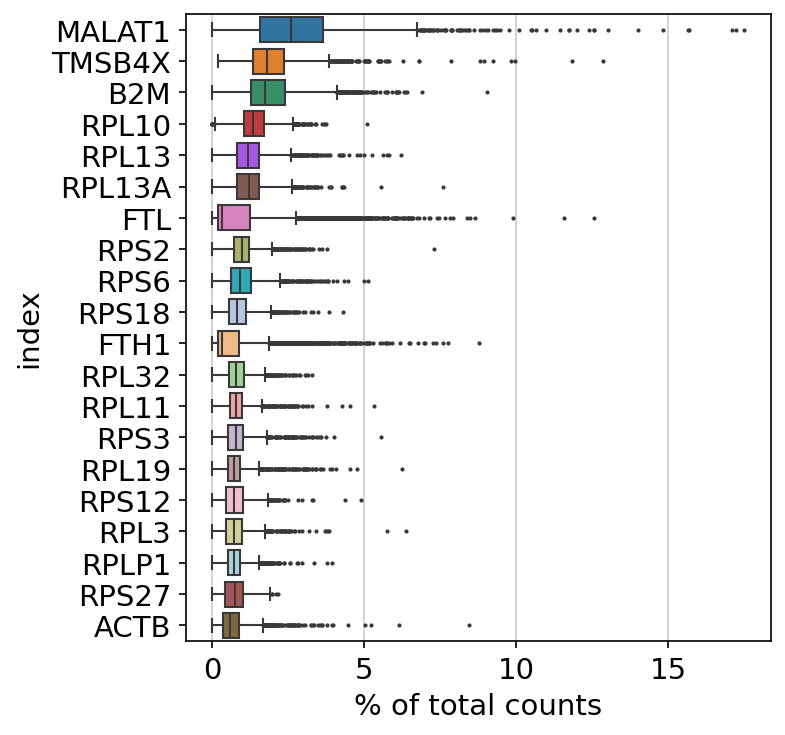 MALAT1
TMSB4X
B2M
RPL10
RPL13
RPL13A
FTL
RPS2
RPS6
RPS18
FTH1
RPL32
RPL11
RPS3
RPL19
RPS12
RPL3
RPLP1
RPS27
ACTB
index
0 5 10 15
% of total counts